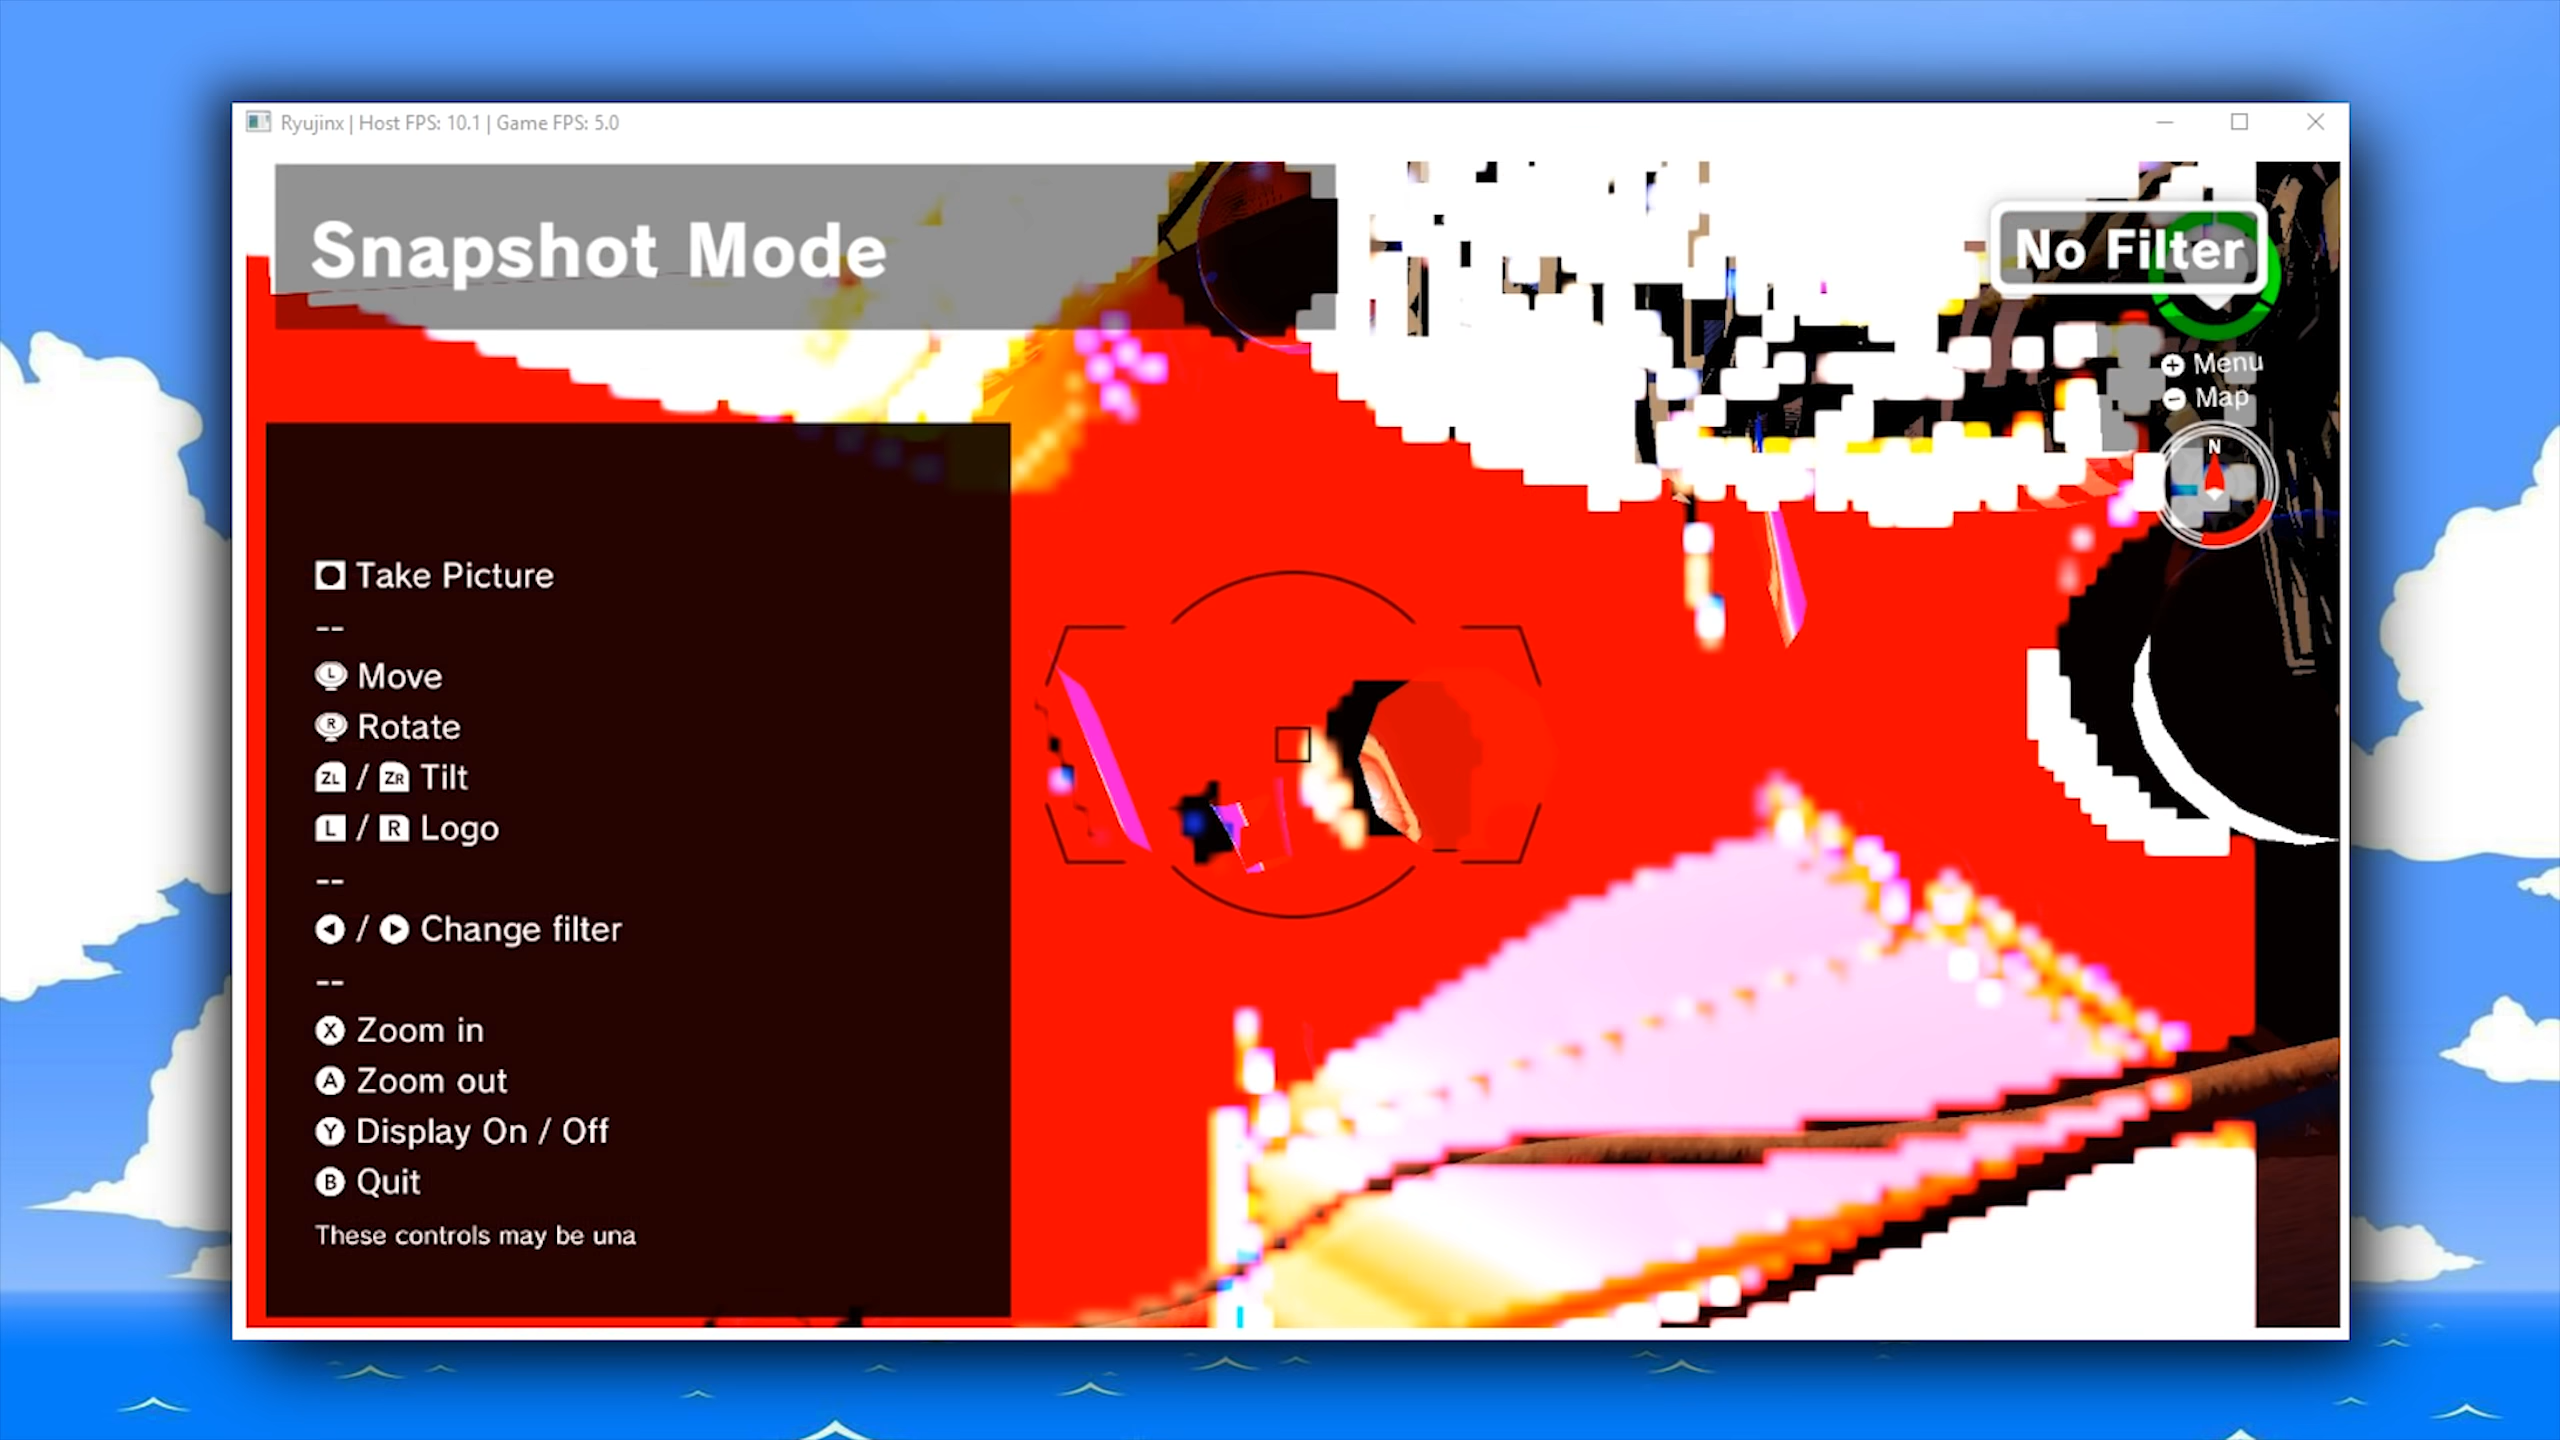 Ryujinx | Host FPS: 10.1 | Game FPS: 5.0
Snapshot Mode
No Filter
+ Menu
- Map
N
Take Picture
--
L Move
R Rotate
ZL / ZR Tilt
L / R Logo
--
◀ / ▶ Change filter
--
X Zoom in
A Zoom out
Y Display On / Off
B Quit
These controls may be una